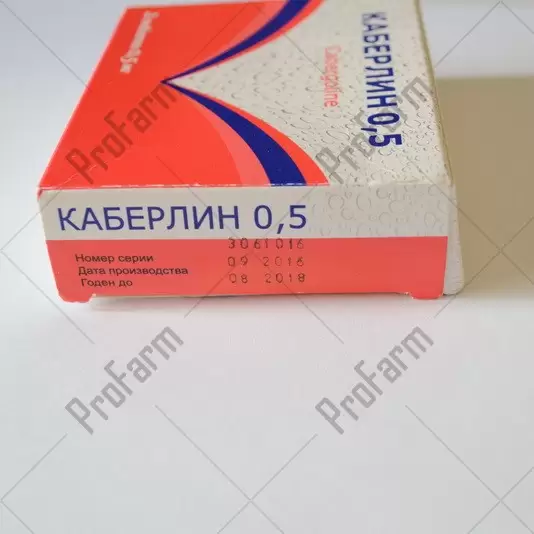 КАБЕРЛИН 0,5
Cabergoline
КАБЕРЛИН 0,5
Номер серии 3061016
Дата производства 09 2016
Годен до 08 2018
ProFarm
ProFarm
ProFarm
ProFarm
ProFarm
ProFarm